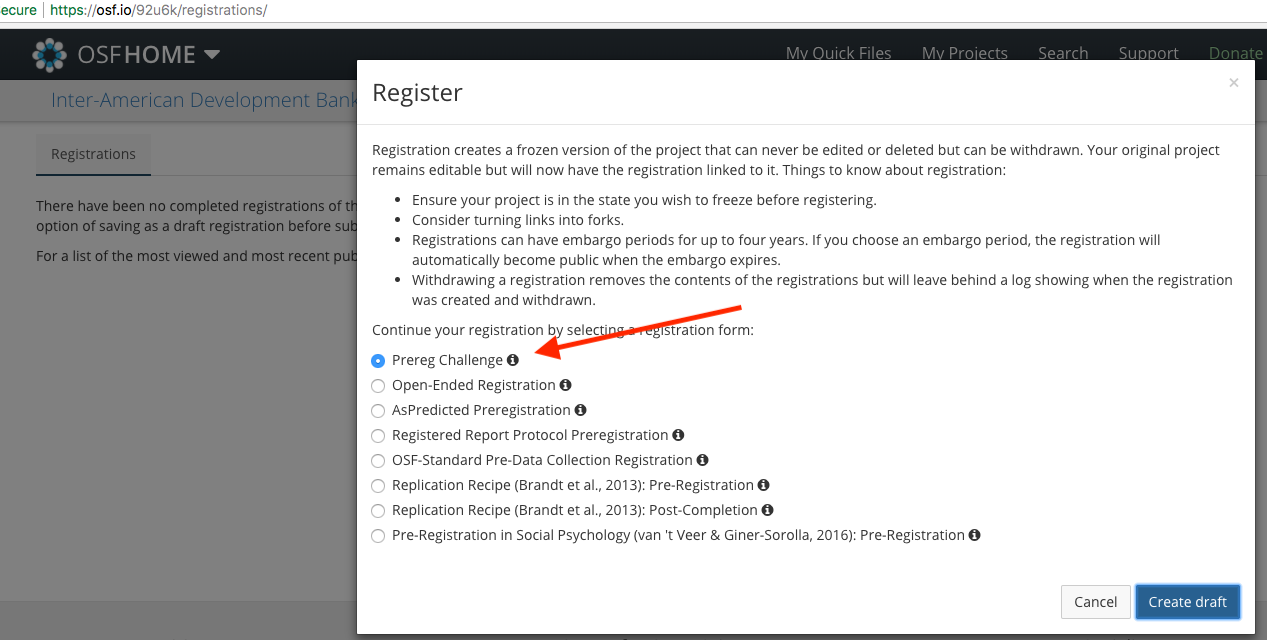 ecure | https://osf.io/92u6k/registrations/
OSFHOME
My Quick Files My Projects Search Support Donate
Inter-American Development Bank
Register
×
Registrations
Registration creates a frozen version of the project that can never be edited or deleted but can be withdrawn. Your original project
remains editable but will now have the registration linked to it. Things to know about registration:
There have been no completed registrations of
option of saving as a draft registration before
For a list of the most viewed and most recent
• Ensure your project is in the state you wish to freeze before registering.
• Consider turning links into forks.
• Registrations can have embargo periods for up to four years. If you choose an embargo period, the registration will
automatically become public when the embargo expires.
• Withdrawing a registration removes the contents of the registrations but will leave behind a log showing when the registration
was created and withdrawn.
Continue your registration by selecting a registration form:
Prereg Challenge
Open-Ended Registration
AsPredicted Preregistration
Registered Report Protocol Preregistration
OSF-Standard Pre-Data Collection Registration
Replication Recipe (Brandt et al., 2013): Pre-Registration
Replication Recipe (Brandt et al., 2013): Post-Completion
Pre-Registration in Social Psychology (van 't Veer & Giner-Sorolla, 2016): Pre-Registration
Cancel
Create draft